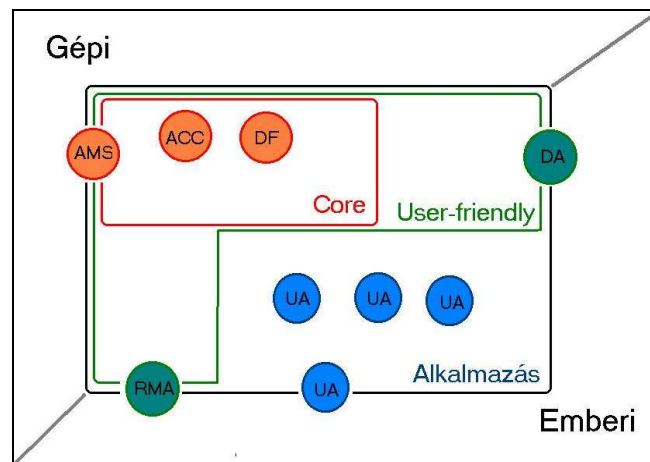 Gépi
AMS
ACC
DF
DA
Core
User-friendly
UA
UA
UA
RMA
UA
Alkalmazás
Emberi